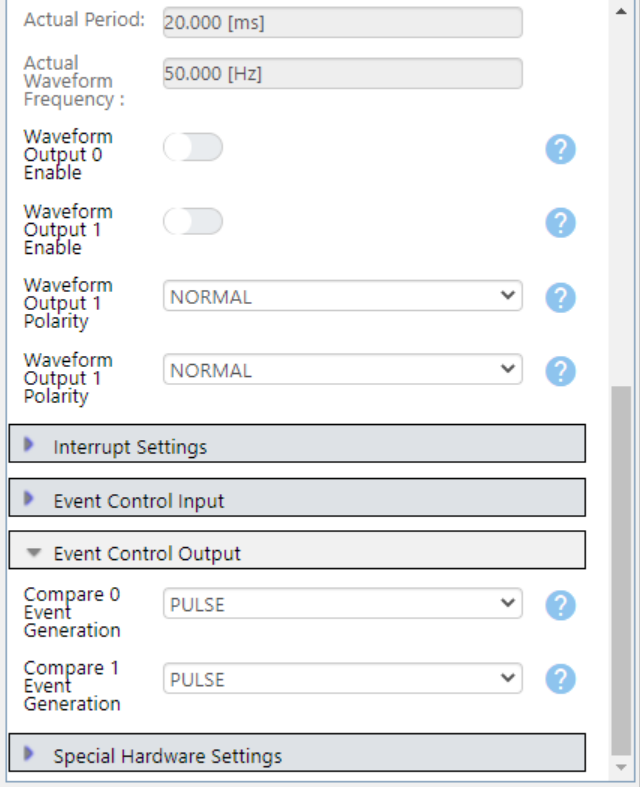 Actual Period: 20.000 [ms]
Actual
Waveform
Frequency :
50.000 [Hz]
Waveform
Output 0
Enable
?
Waveform
Output 1
Enable
?
Waveform
Output 1
Polarity
NORMAL
?
Waveform
Output 1
Polarity
NORMAL
?
Interrupt Settings
Event Control Input
Event Control Output
Compare 0
Event
Generation
PULSE
?
Compare 1
Event
Generation
PULSE
?
Special Hardware Settings